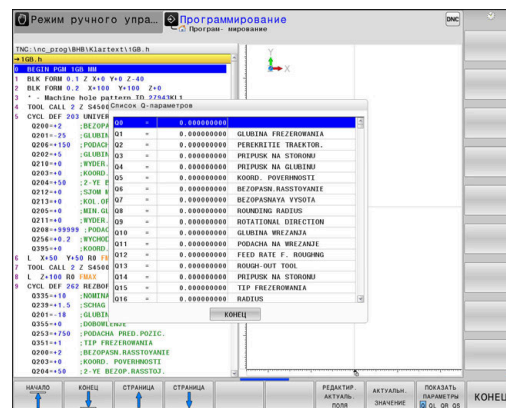 Режим ручного упра…
Программирование
Програм- мирование
DNC
TNC:\nc_prog\BHB\Klartext\1GB.h
→1GB.h
0 BEGIN PGM 1GB MM
1 BLK FORM 0.1 Z X+0 Y+0 Z-40
2 BLK FORM 0.2 X+100 Y+100 Z+0
3 * - Machine hole pattern ID 27943KL1
4 TOOL CALL 2 Z S4500
5 CYCL DEF 203 UNIVER
Q200=+2 ;BEZOPA
Q201=-25 ;GLUBIN
Q206=+150 ;PODACH
Q202=+5 ;GLUBIN
Q210=+0 ;WYDER.
Q203=+0 ;KOORD.
Q204=+50 ;2-YE B
Q212=+0 ;SJOM M
Q213=+0 ;KOL.OP
Q205=+0 ;MIN.GL
Q211=+0 ;WYDER.
Q208=+99999 ;PODAC
Q256=+0.2 ;WYCHOD
Q395=+0 ;KOORD.
6 L X+50 Y+50 R0 FM
7 TOOL CALL 2 Z S4500
8 L Z+100 R0 FMAX
9 CYCL DEF 262 REZBOF
Q335=+10 ;NOMINA
Q239=+1.5 ;SCHAG
Q201=-18 ;GLUBIN
Q355=+0 ;DOBOWLENIE
Q253=+750 ;PODACHA PRED.POZIC.
Q351=+1 ;TIP FREZEROWANIA
Q200=+2 ;BEZOPASN.RASSTOYANIE
Q203=+0 ;KOORD. POVERHNOSTI
Q204=+50 ;2-YE BEZOP.RASSTOJ.
Y
X
Список Q-параметров
Q0 = 0.000000000
Q1 = 0.000000000 GLUBINA FREZEROWANIA
Q2 = 0.000000000 PEREKRITIE TRAEKTOR.
Q3 = 0.000000000 PRIPUSK NA STORONU
Q4 = 0.000000000 PRIPUSK NA GLUBINU
Q5 = 0.000000000 KOORD. POVERHNOSTI
Q6 = 0.000000000 BEZOPASN.RASSTOYANIE
Q7 = 0.000000000 BEZOPASNAYA VYSOTA
Q8 = 0.000000000 ROUNDING RADIUS
Q9 = 0.000000000 ROTATIONAL DIRECTION
Q10 = 0.000000000 GLUBINA WREZANJA
Q11 = 0.000000000 PODACHA NA WREZANIE
Q12 = 0.000000000 FEED RATE F. ROUGHNG
Q13 = 0.000000000 ROUGH-OUT TOOL
Q14 = 0.000000000 PRIPUSK NA STORONU
Q15 = 0.000000000 TIP FREZEROWANIA
Q16 = 0.000000000 RADIUS
КОНЕЦ
НАЧАЛО
КОНЕЦ
СТРАНИЦА
СТРАНИЦА
РЕДАКТИР.
АКТУАЛЬ.
ПОЛЯ
АКТУАЛЬН.
ЗНАЧЕНИЕ
ПОКАЗАТЬ
ПАРАМЕТРЫ
Q QL QR QS
КОНЕЦ